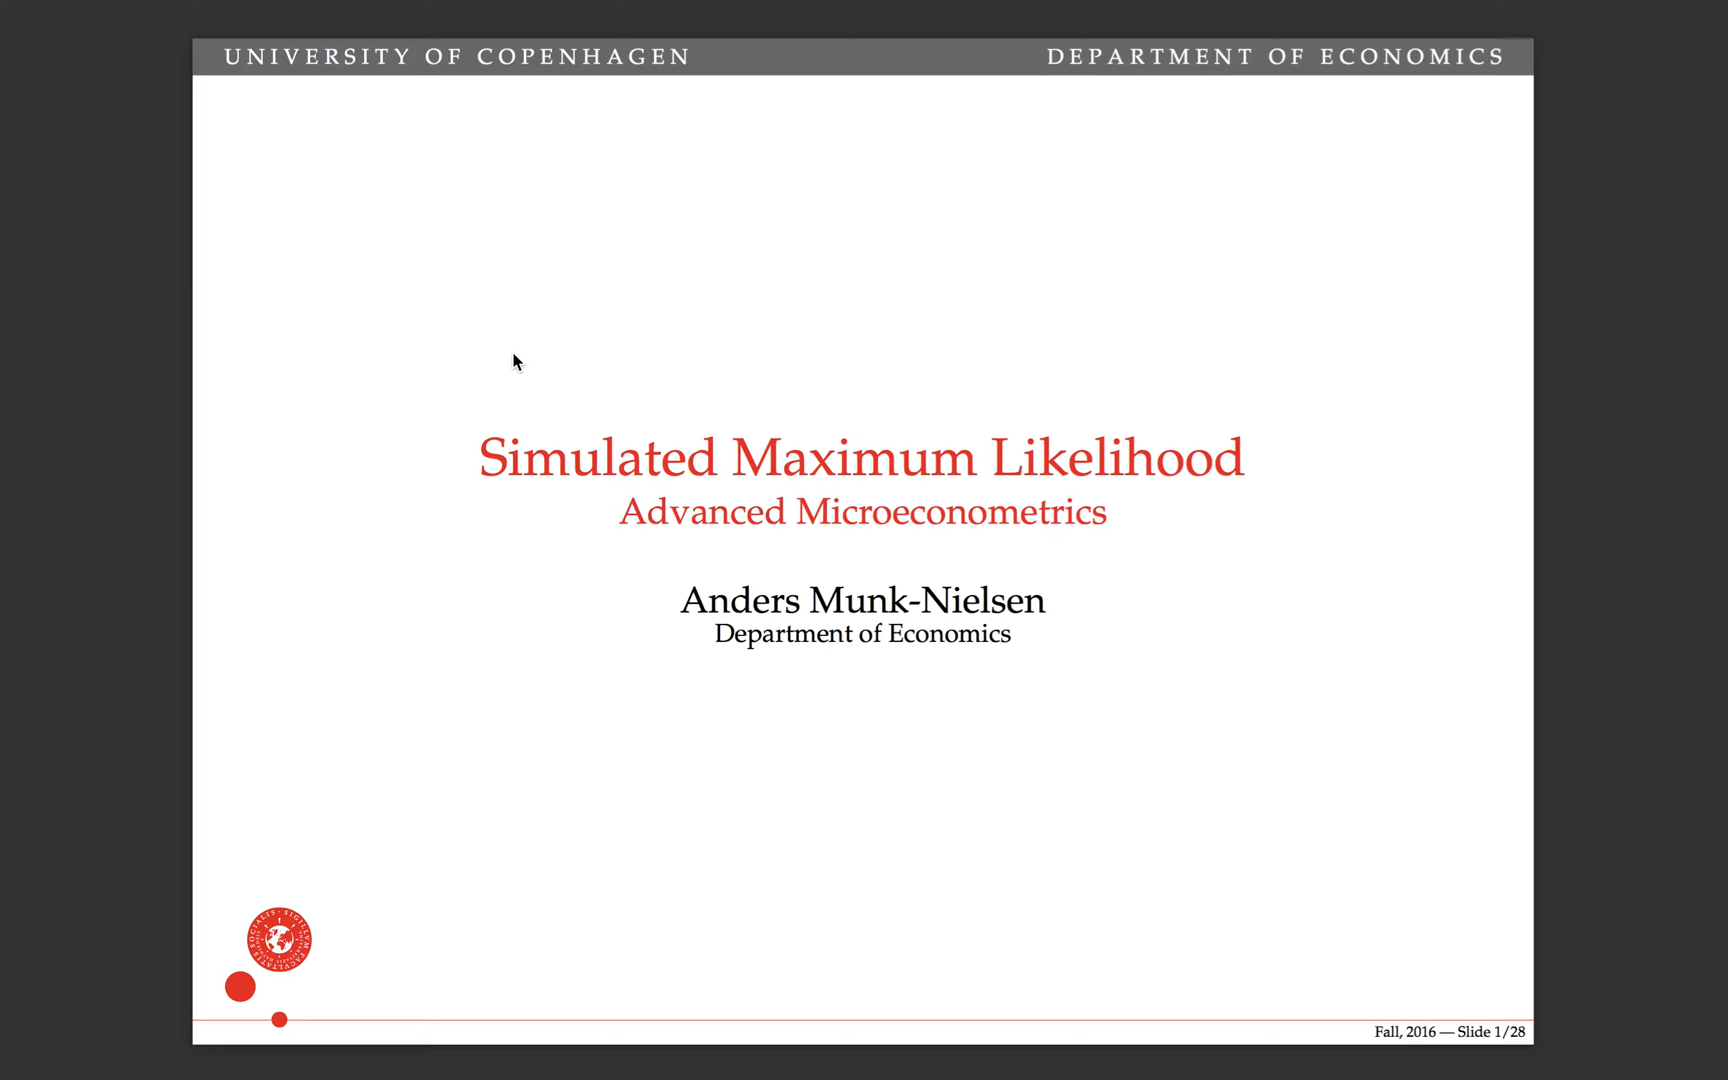 UNIVERSITY OF COPENHAGEN
DEPARTMENT OF ECONOMICS
Simulated Maximum Likelihood
Advanced Microeconometrics
Anders Munk-Nielsen
Department of Economics
Fall, 2016 — Slide 1/28